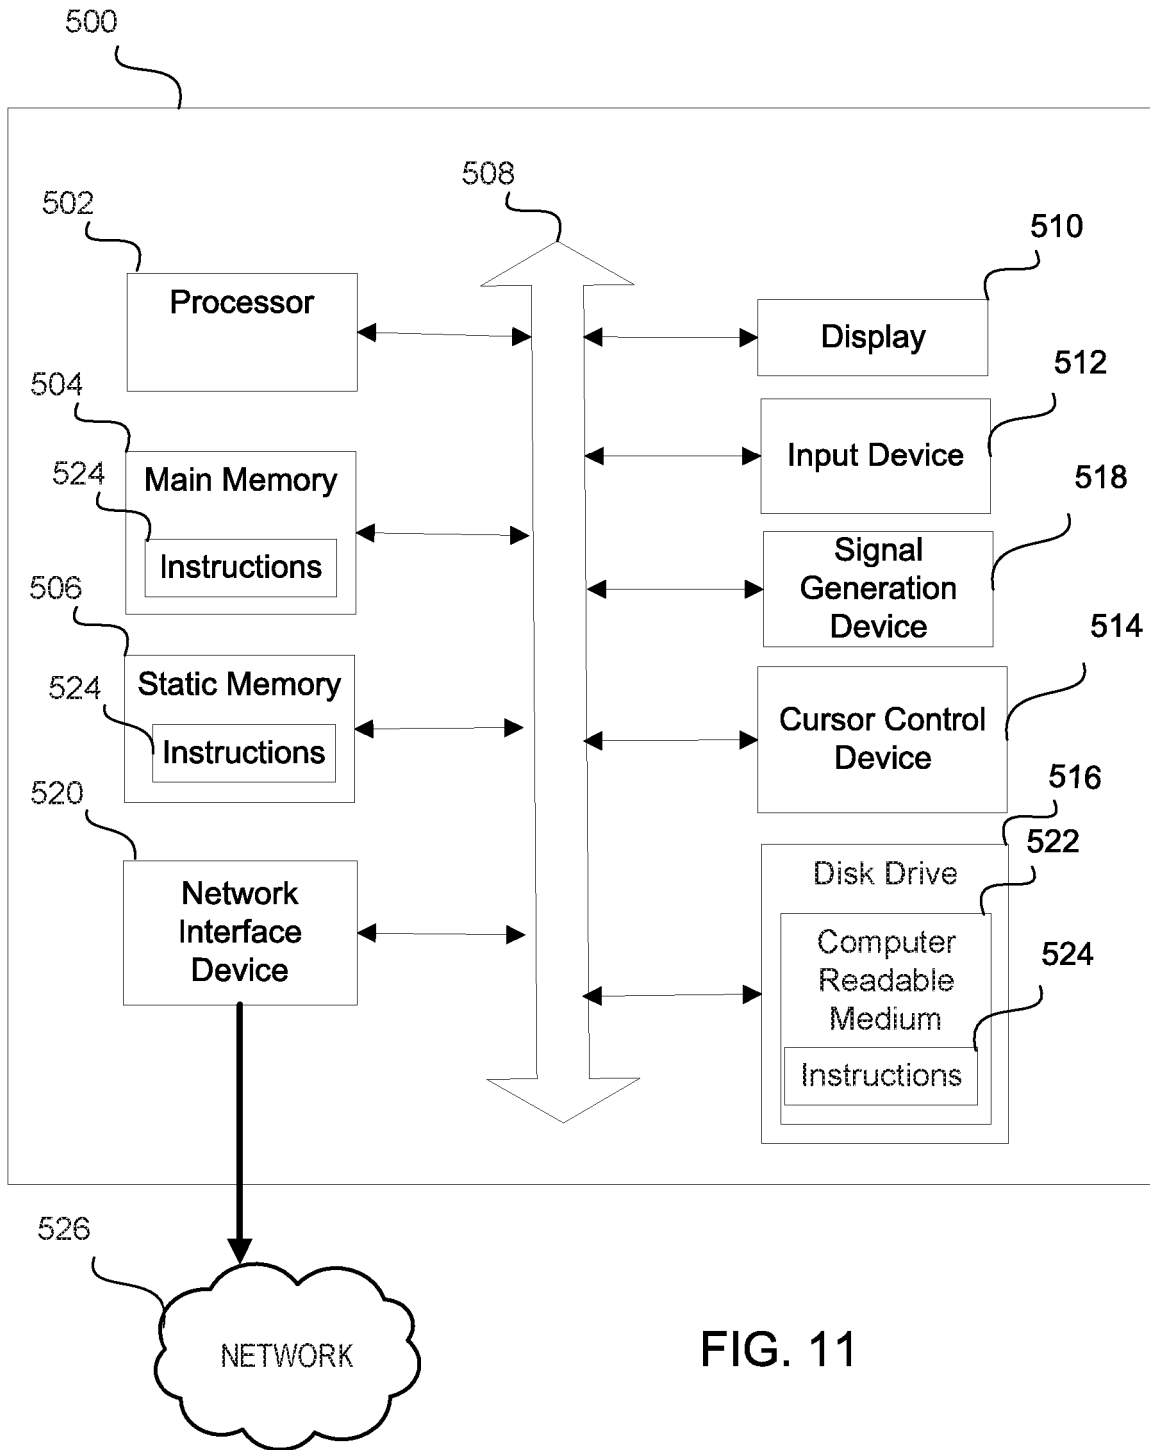 500
508
502
510
Processor
Display
504
512
524
Main Memory
Input Device
518
Instructions
Signal
Generation
Device
506
524
Static Memory
514
Instructions
Cursor Control
Device
520
516
522
Network
Interface
Device
Disk Drive
Computer
Readable
Medium
524
Instructions
526
NETWORK
FIG. 11